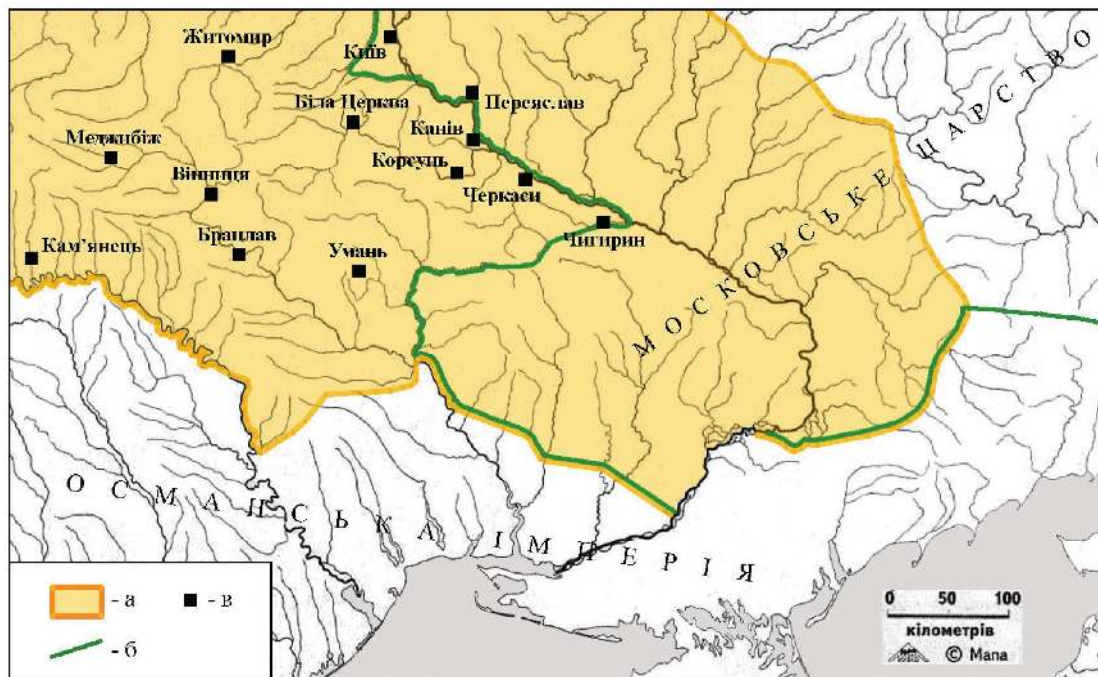 Житомир
Київ
Біла Церква
Переяслав
Канів
Меджибіж
Корсунь
Вінниця
Черкаси
Кам'янець
Брацлав
Умань
Чигирин
МОСКОВСЬКЕ ЦАРСТВО
ОСМАНСЬКА ІМПЕРІЯ
- а
- в
- б
0 50 100
кілометрів
© Мапа